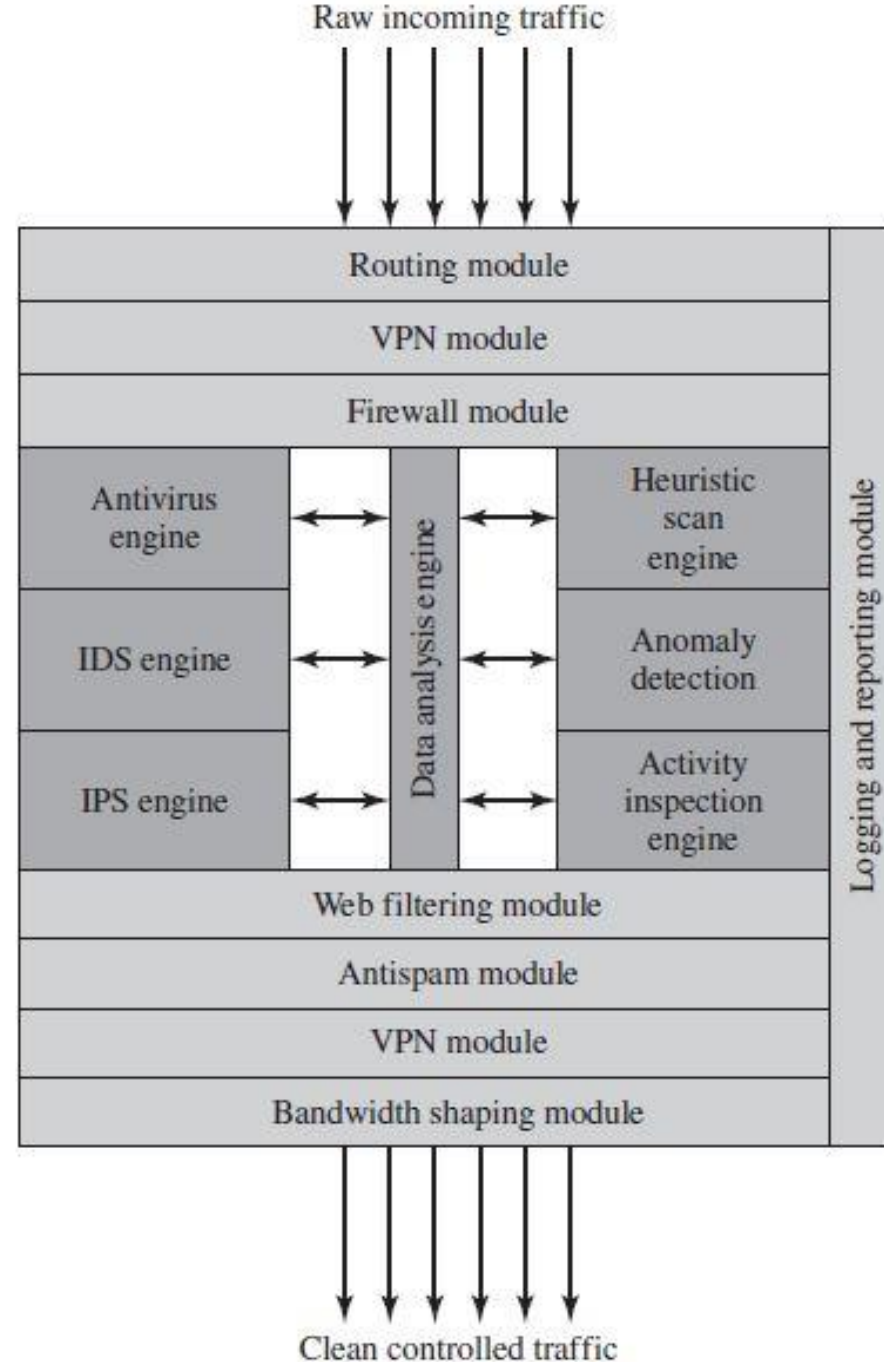 Raw incoming traffic
Routing module
VPN module
Firewall module
Antivirus
engine
IDS engine
IPS engine
Data analysis engine
Heuristic
scan
engine
Anomaly
detection
Activity
inspection
engine
Web filtering module
Antispam module
VPN module
Bandwidth shaping module
Logging and reporting module
Clean controlled traffic